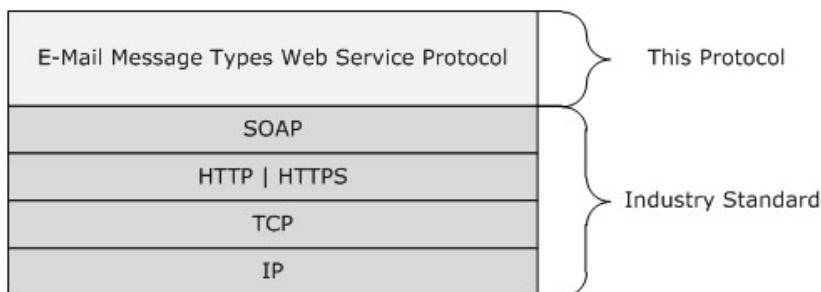 E-Mail Message Types Web Service Protocol
This Protocol
SOAP
HTTP | HTTPS
Industry Standard
TCP
IP